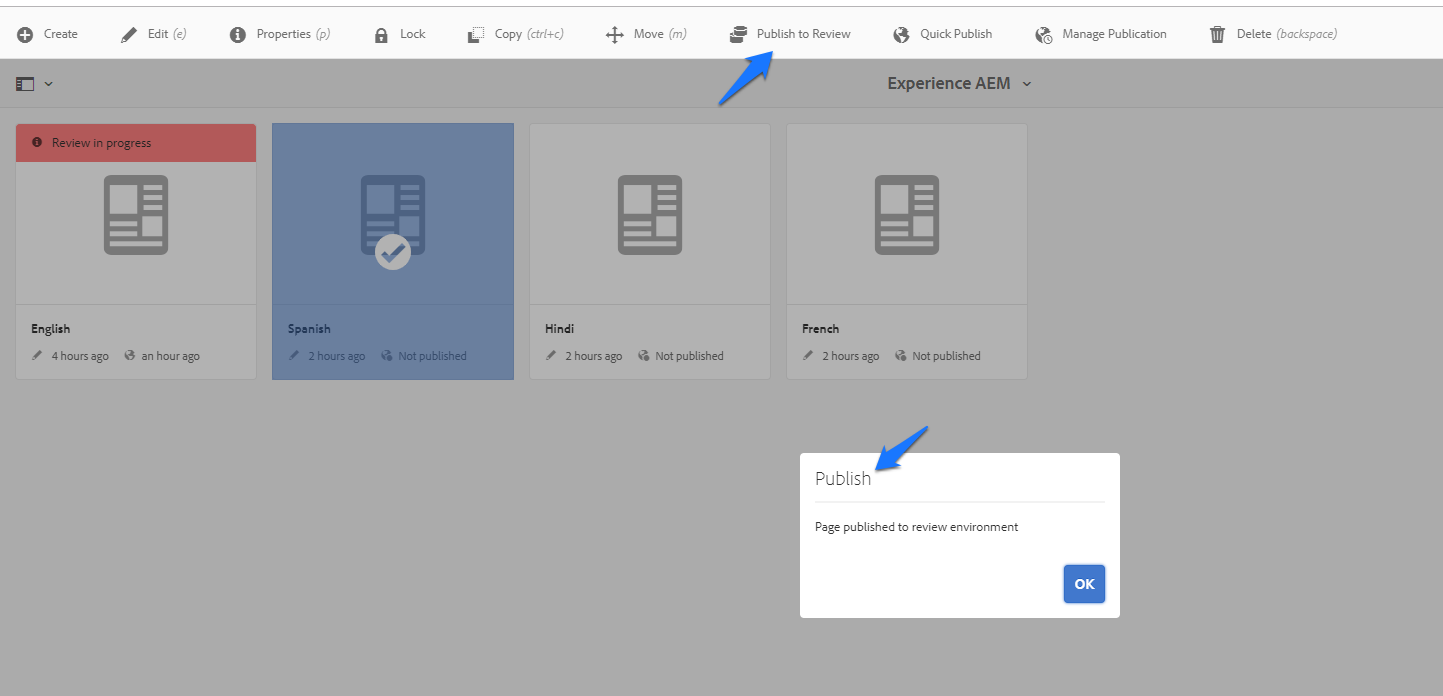 Create Edit (e) Properties (p) Lock Copy (ctrl+c) Move (m) Publish to Review Quick Publish Manage Publication Delete (backspace)
Experience AEM
Review in progress
English
4 hours ago an hour ago
Spanish
2 hours ago Not published
Hindi
2 hours ago Not published
French
2 hours ago Not published
Publish
Page published to review environment
OK